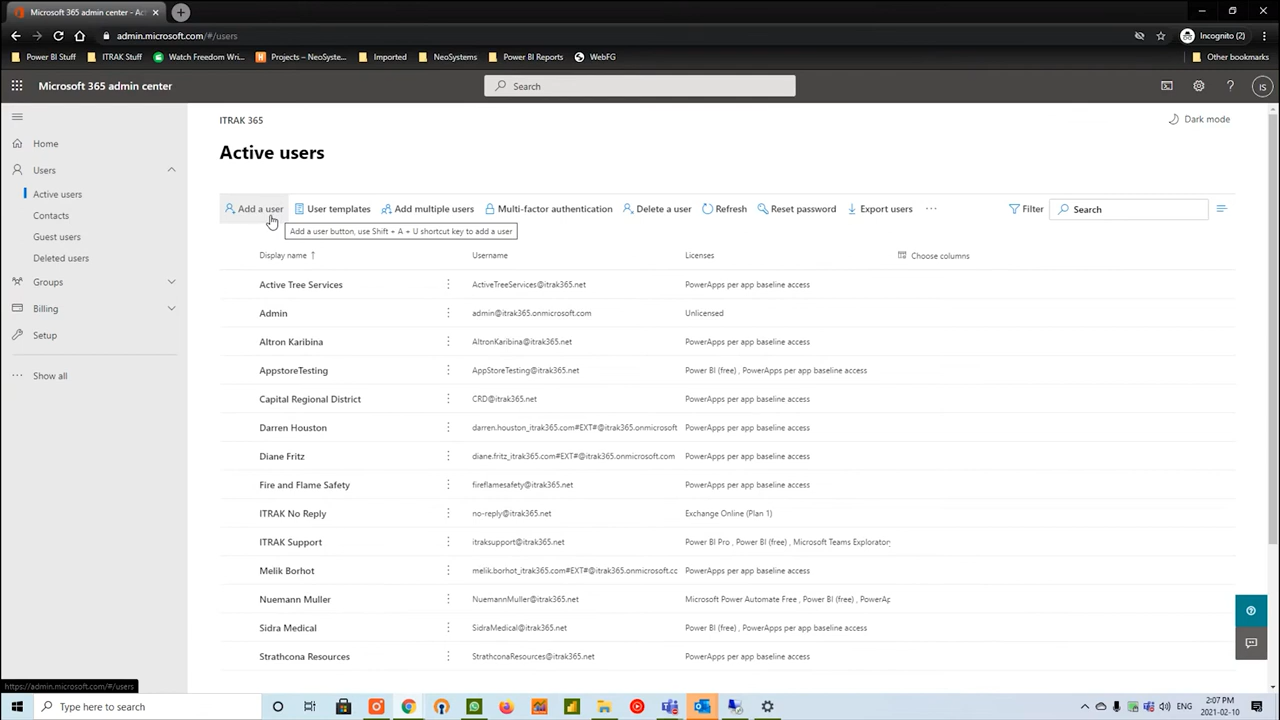 Microsoft 365 admin center - Ac
admin.microsoft.com/#/users
Incognito (2)
Power BI Stuff
ITRAK Stuff
Watch Freedom Wri...
Projects – NeoSyste...
Imported
NeoSystems
Power BI Reports
WebFG
Other bookmarks
Microsoft 365 admin center
Search
IS
Home
Users
Active users
Contacts
Guest users
Deleted users
Groups
Billing
Setup
Show all
ITRAK 365
Dark mode
Active users
Add a user
User templates
Add multiple users
Multi-factor authentication
Delete a user
Refresh
Reset password
Export users
Filter
Search
Add a user button, use Shift + A + U shortcut key to add a user
Display name ↑ Username Licenses Choose columns
Active Tree Services ActiveTreeServices@itrak365.net PowerApps per app baseline access
Admin admin@itrak365.onmicrosoft.com Unlicensed
Altron Karibina AltronKaribina@itrak365.net PowerApps per app baseline access
AppstoreTesting AppStoreTesting@itrak365.net Power BI (free) , PowerApps per app baseline access
Capital Regional District CRD@itrak365.net PowerApps per app baseline access
Darren Houston darren.houston_itrak365.com#EXT#@itrak365.onmicrosoft PowerApps per app baseline access
Diane Fritz diane.fritz_itrak365.com#EXT#@itrak365.onmicrosoft.com PowerApps per app baseline access
Fire and Flame Safety fireflamesafety@itrak365.net PowerApps per app baseline access
ITRAK No Reply no-reply@itrak365.net Exchange Online (Plan 1)
ITRAK Support itraksupport@itrak365.net Power BI Pro , Power BI (free) , Microsoft Teams Exploratory
Melik Borhot melik.borhot_itrak365.com#EXT#@itrak365.onmicrosoft.cc PowerApps per app baseline access
Nuemann Muller NuemannMuller@itrak365.net Microsoft Power Automate Free , Power BI (free) , PowerAp
Sidra Medical SidraMedical@itrak365.net Power BI (free) , PowerApps per app baseline access
Strathcona Resources StrathconaResources@itrak365.net PowerApps per app baseline access
https://admin.microsoft.com/#/users
Type here to search
2:07 PM
2021-02-10